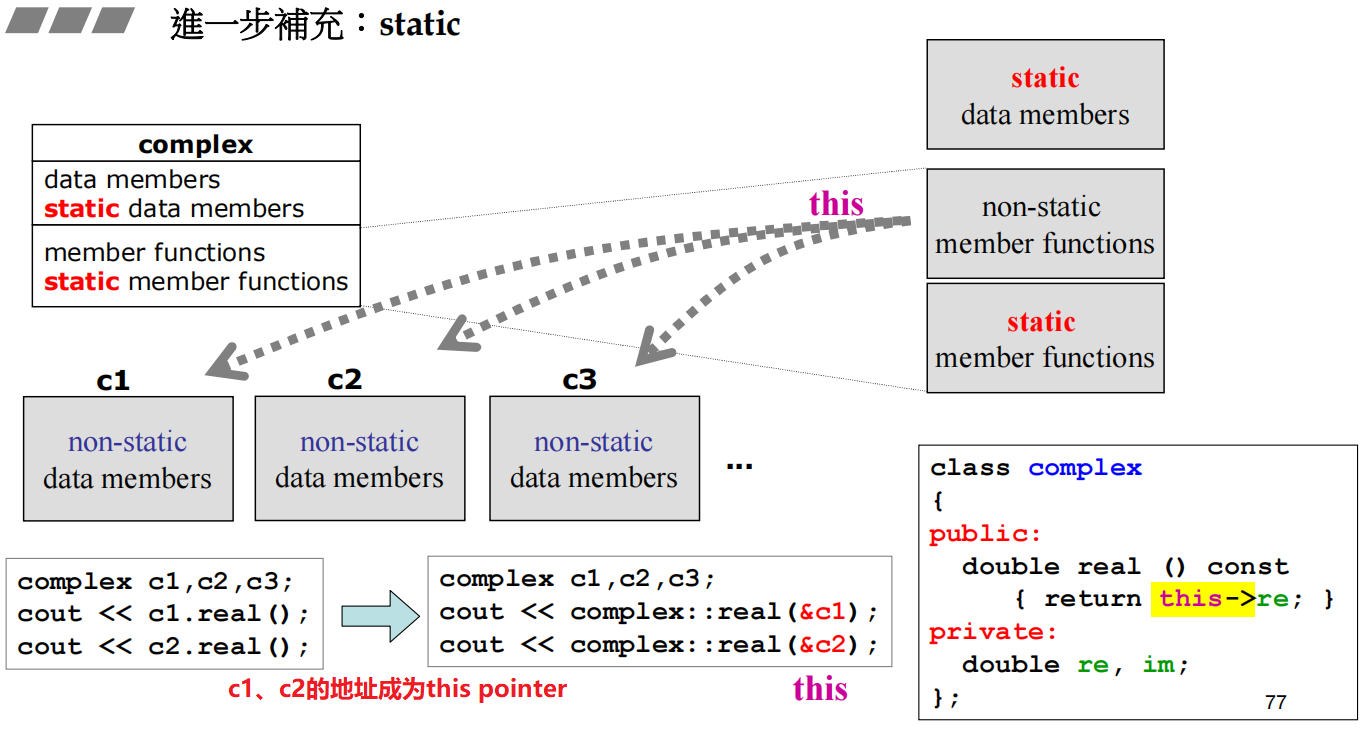 進一步補充：static
static
data members
complex
data members
static data members
member functions
static member functions
this
non-static
member functions
static
member functions
c1
c2
c3
non-static
data members
non-static
data members
non-static
data members
...
class complex
{
public:
double real () const
{ return this->re; }
private:
double re, im;
};
complex c1,c2,c3;
cout << c1.real();
cout << c2.real();
complex c1,c2,c3;
cout << complex::real(&c1);
cout << complex::real(&c2);
c1、c2的地址成为this pointer
this
77